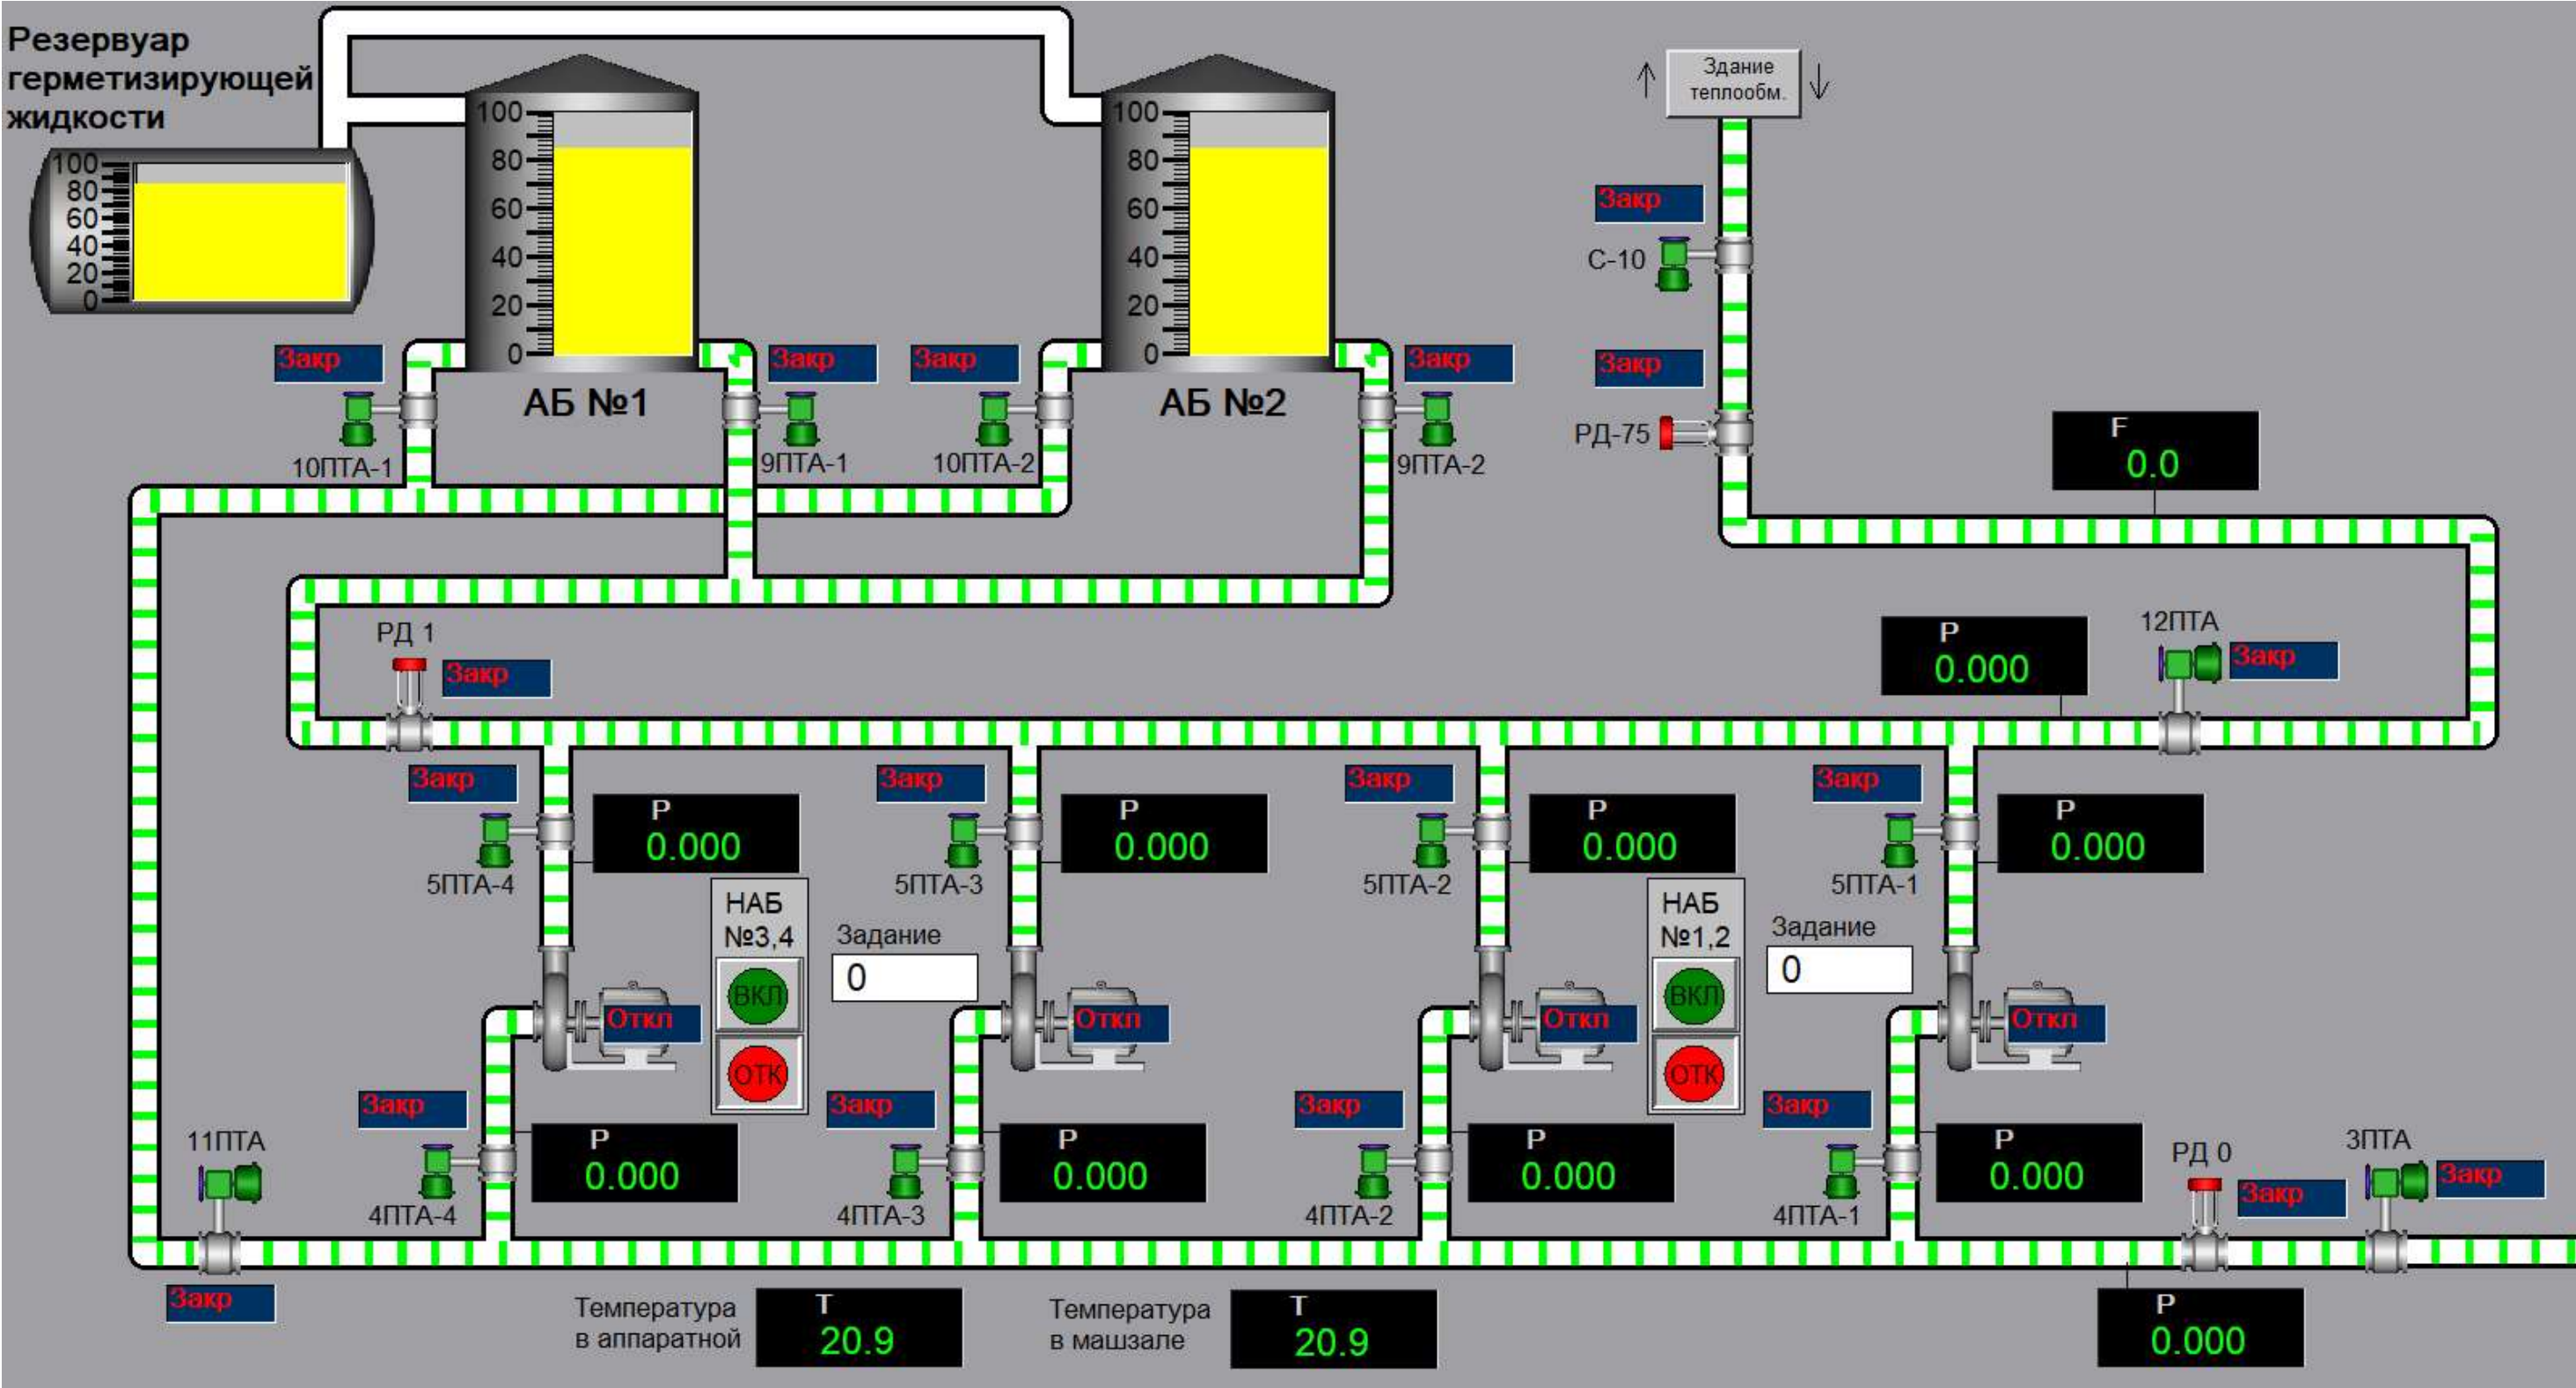 Резервуар
герметизирующей
жидкости
100
80
60
40
20
0
100
80
60
40
20
0
100
80
60
40
20
0
Здание
теплообм.
Закр
С-10
Закр
РД-75
Закр
10ПТА-1
АБ №1
Закр
9ПТА-1
Закр
10ПТА-2
АБ №2
Закр
9ПТА-2
F
0.0
РД 1
Закр
P
0.000
12ПТА
Закр
Закр
5ПТА-4
P
0.000
Закр
5ПТА-3
P
0.000
Закр
5ПТА-2
P
0.000
Закр
5ПТА-1
P
0.000
НАБ
№3,4
ВКЛ
ОТК
Задание
0
НАБ
№1,2
ВКЛ
ОТК
Задание
0
Откл
Откл
Откл
Откл
11ПТА
Закр
Закр
4ПТА-4
P
0.000
Закр
4ПТА-3
P
0.000
Закр
4ПТА-2
P
0.000
Закр
4ПТА-1
P
0.000
РД 0
Закр
3ПТА
Закр
Температура
в аппаратной
T
20.9
Температура
в машзале
T
20.9
P
0.000